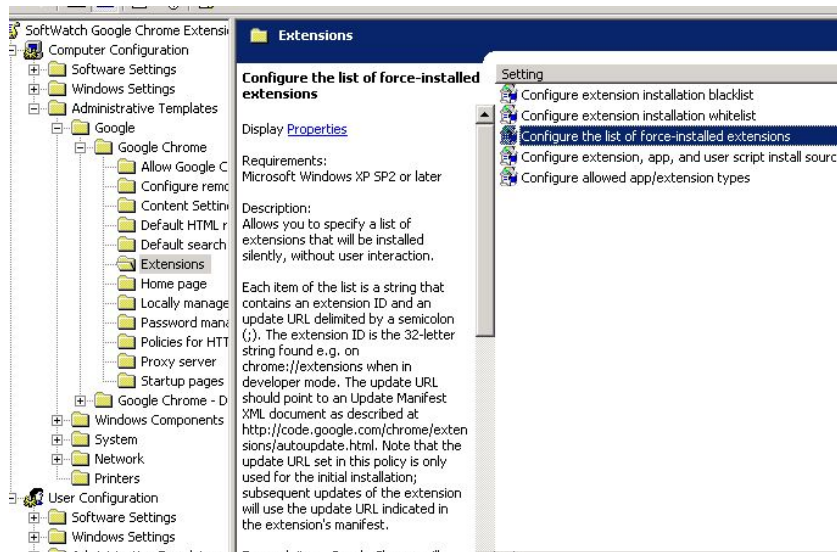 SoftWatch Google Chrome Extensi
Computer Configuration
Software Settings
Windows Settings
Administrative Templates
Google
Google Chrome
Allow Google C
Configure remo
Content Settin
Default HTML r
Default search
Extensions
Home page
Locally manage
Password mana
Policies for HTT
Proxy server
Startup pages
Google Chrome - D
Windows Components
System
Network
Printers
User Configuration
Software Settings
Windows Settings
Extensions
Configure the list of force-installed
extensions
Display Properties
Requirements:
Microsoft Windows XP SP2 or later
Description:
Allows you to specify a list of
extensions that will be installed
silently, without user interaction.
Each item of the list is a string that
contains an extension ID and an
update URL delimited by a semicolon
(;). The extension ID is the 32-letter
string found e.g. on
chrome://extensions when in
developer mode. The update URL
should point to an Update Manifest
XML document as described at
http://code.google.com/chrome/exten
sions/autoupdate.html. Note that the
update URL set in this policy is only
used for the initial installation;
subsequent updates of the extension
will use the update URL indicated in
the extension's manifest.
Setting
Configure extension installation blacklist
Configure extension installation whitelist
Configure the list of force-installed extensions
Configure extension, app, and user script install sourc
Configure allowed app/extension types